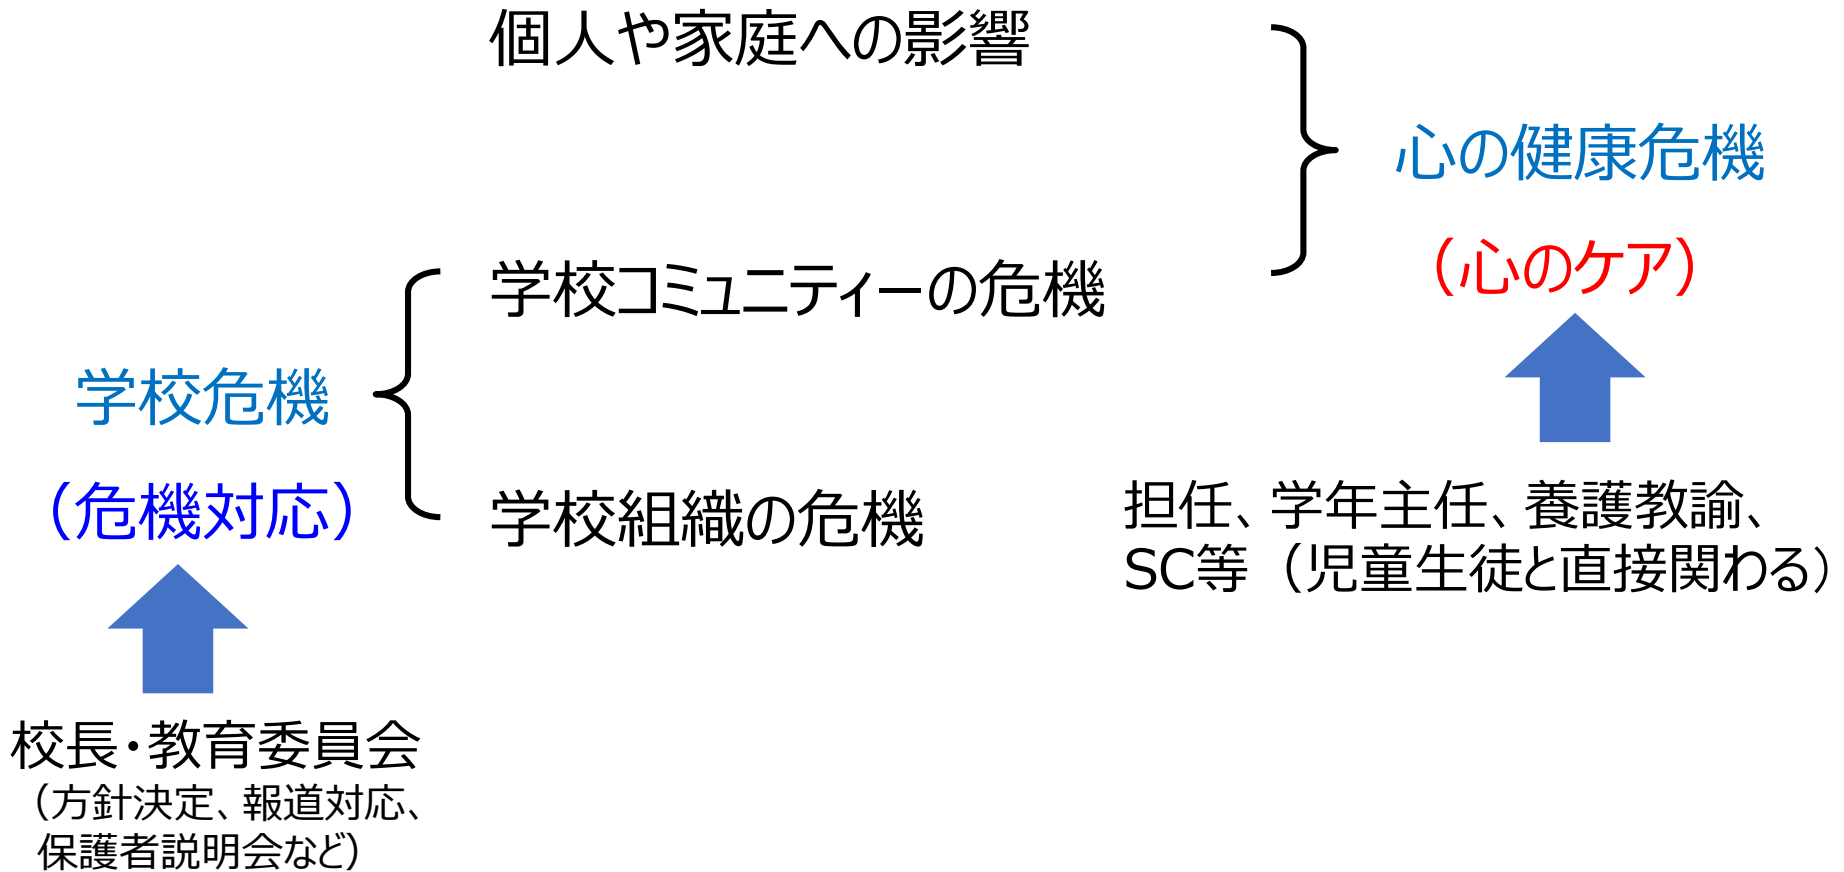 個人や家庭への影響
心の健康危機
（心のケア）
学校コミュニティーの危機
学校危機
（危機対応）
学校組織の危機
担任、学年主任、養護教諭、
SC等（児童生徒と直接関わる）
校長・教育委員会
（方針決定、報道対応、
保護者説明会など）